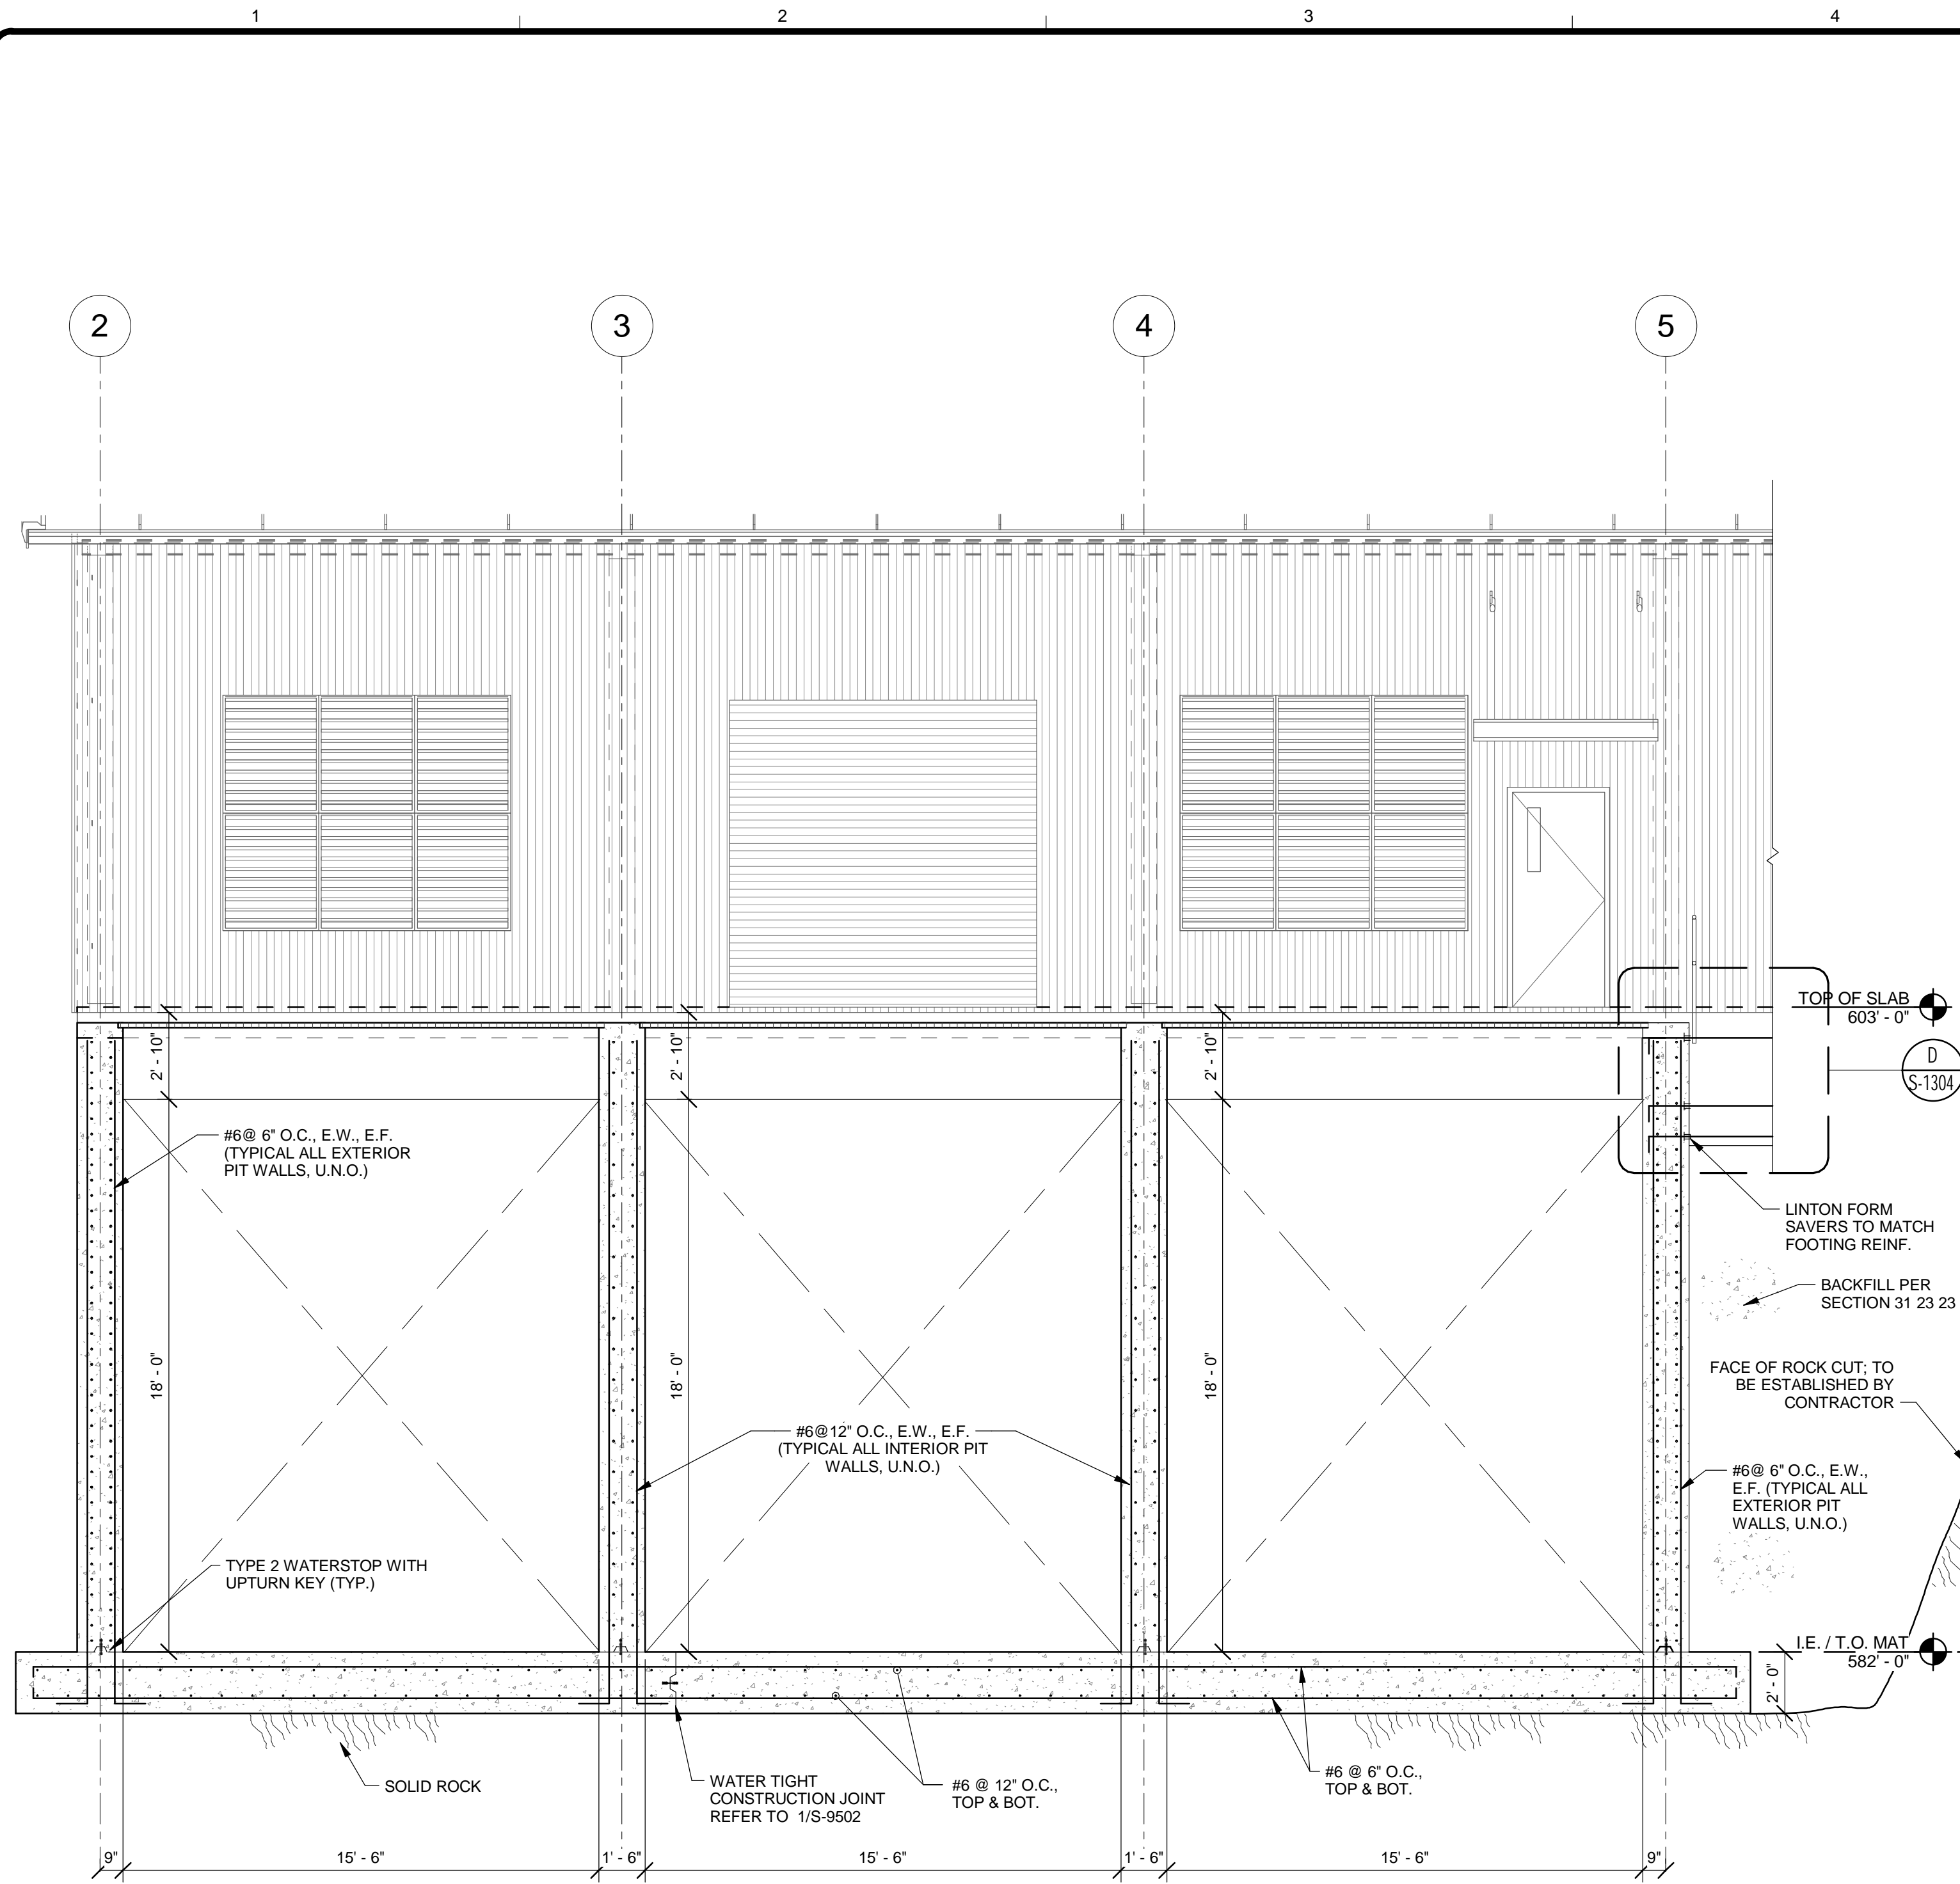 1
2
3
4
2
3
4
5
TOP OF SLAB
603' - 0"
D
S-1304
2' - 10"
2' - 10"
2' - 10"
#6@ 6" O.C., E.W., E.F.
(TYPICAL ALL EXTERIOR
PIT WALLS, U.N.O.)
LINTON FORM
SAVERS TO MATCH
FOOTING REINF.
BACKFILL PER
SECTION 31 23 23
18' - 0"
18' - 0"
18' - 0"
FACE OF ROCK CUT; TO
BE ESTABLISHED BY
CONTRACTOR
#6@12" O.C., E.W., E.F.
(TYPICAL ALL INTERIOR PIT
WALLS, U.N.O.)
#6@ 6" O.C., E.W.,
E.F. (TYPICAL ALL
EXTERIOR PIT
WALLS, U.N.O.)
TYPE 2 WATERSTOP WITH
UPTURN KEY (TYP.)
I.E. / T.O. MAT
582' - 0"
2' - 0"
SOLID ROCK
WATER TIGHT
CONSTRUCTION JOINT
REFER TO 1/S-9502
#6 @ 12" O.C.,
TOP & BOT.
#6 @ 6" O.C.,
TOP & BOT.
9"
15' - 6"
1' - 6"
15' - 6"
1' - 6"
15' - 6"
9"